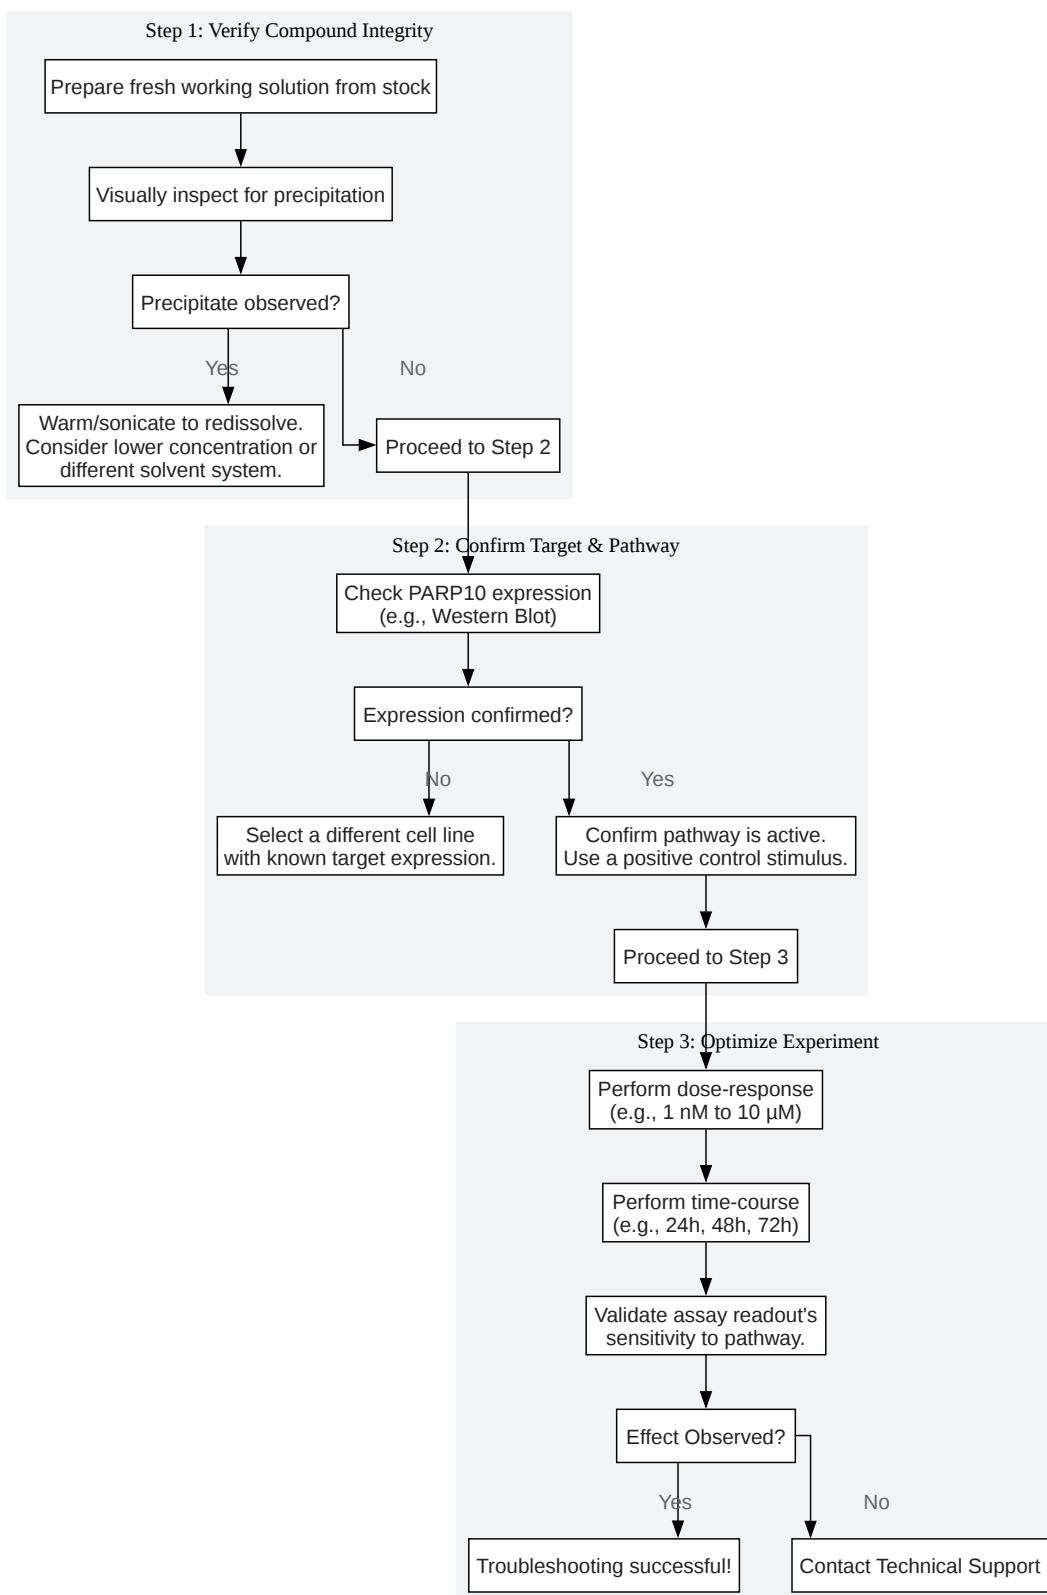 Step 1: Verify Compound Integrity
Prepare fresh working solution from stock
Visually inspect for precipitation
Precipitate observed?
Yes
No
Warm/sonicate to redissolve.
Consider lower concentration or
different solvent system.
Proceed to Step 2
Step 2: Confirm Target & Pathway
Check PARP10 expression
(e.g., Western Blot)
Expression confirmed?
No
Yes
Select a different cell line
with known target expression.
Confirm pathway is active.
Use a positive control stimulus.
Proceed to Step 3
Step 3: Optimize Experiment
Perform dose-response
(e.g., 1 nM to 10 µM)
Perform time-course
(e.g., 24h, 48h, 72h)
Validate assay readout's
sensitivity to pathway.
Effect Observed?
Yes
No
Troubleshooting successful!
Contact Technical Support